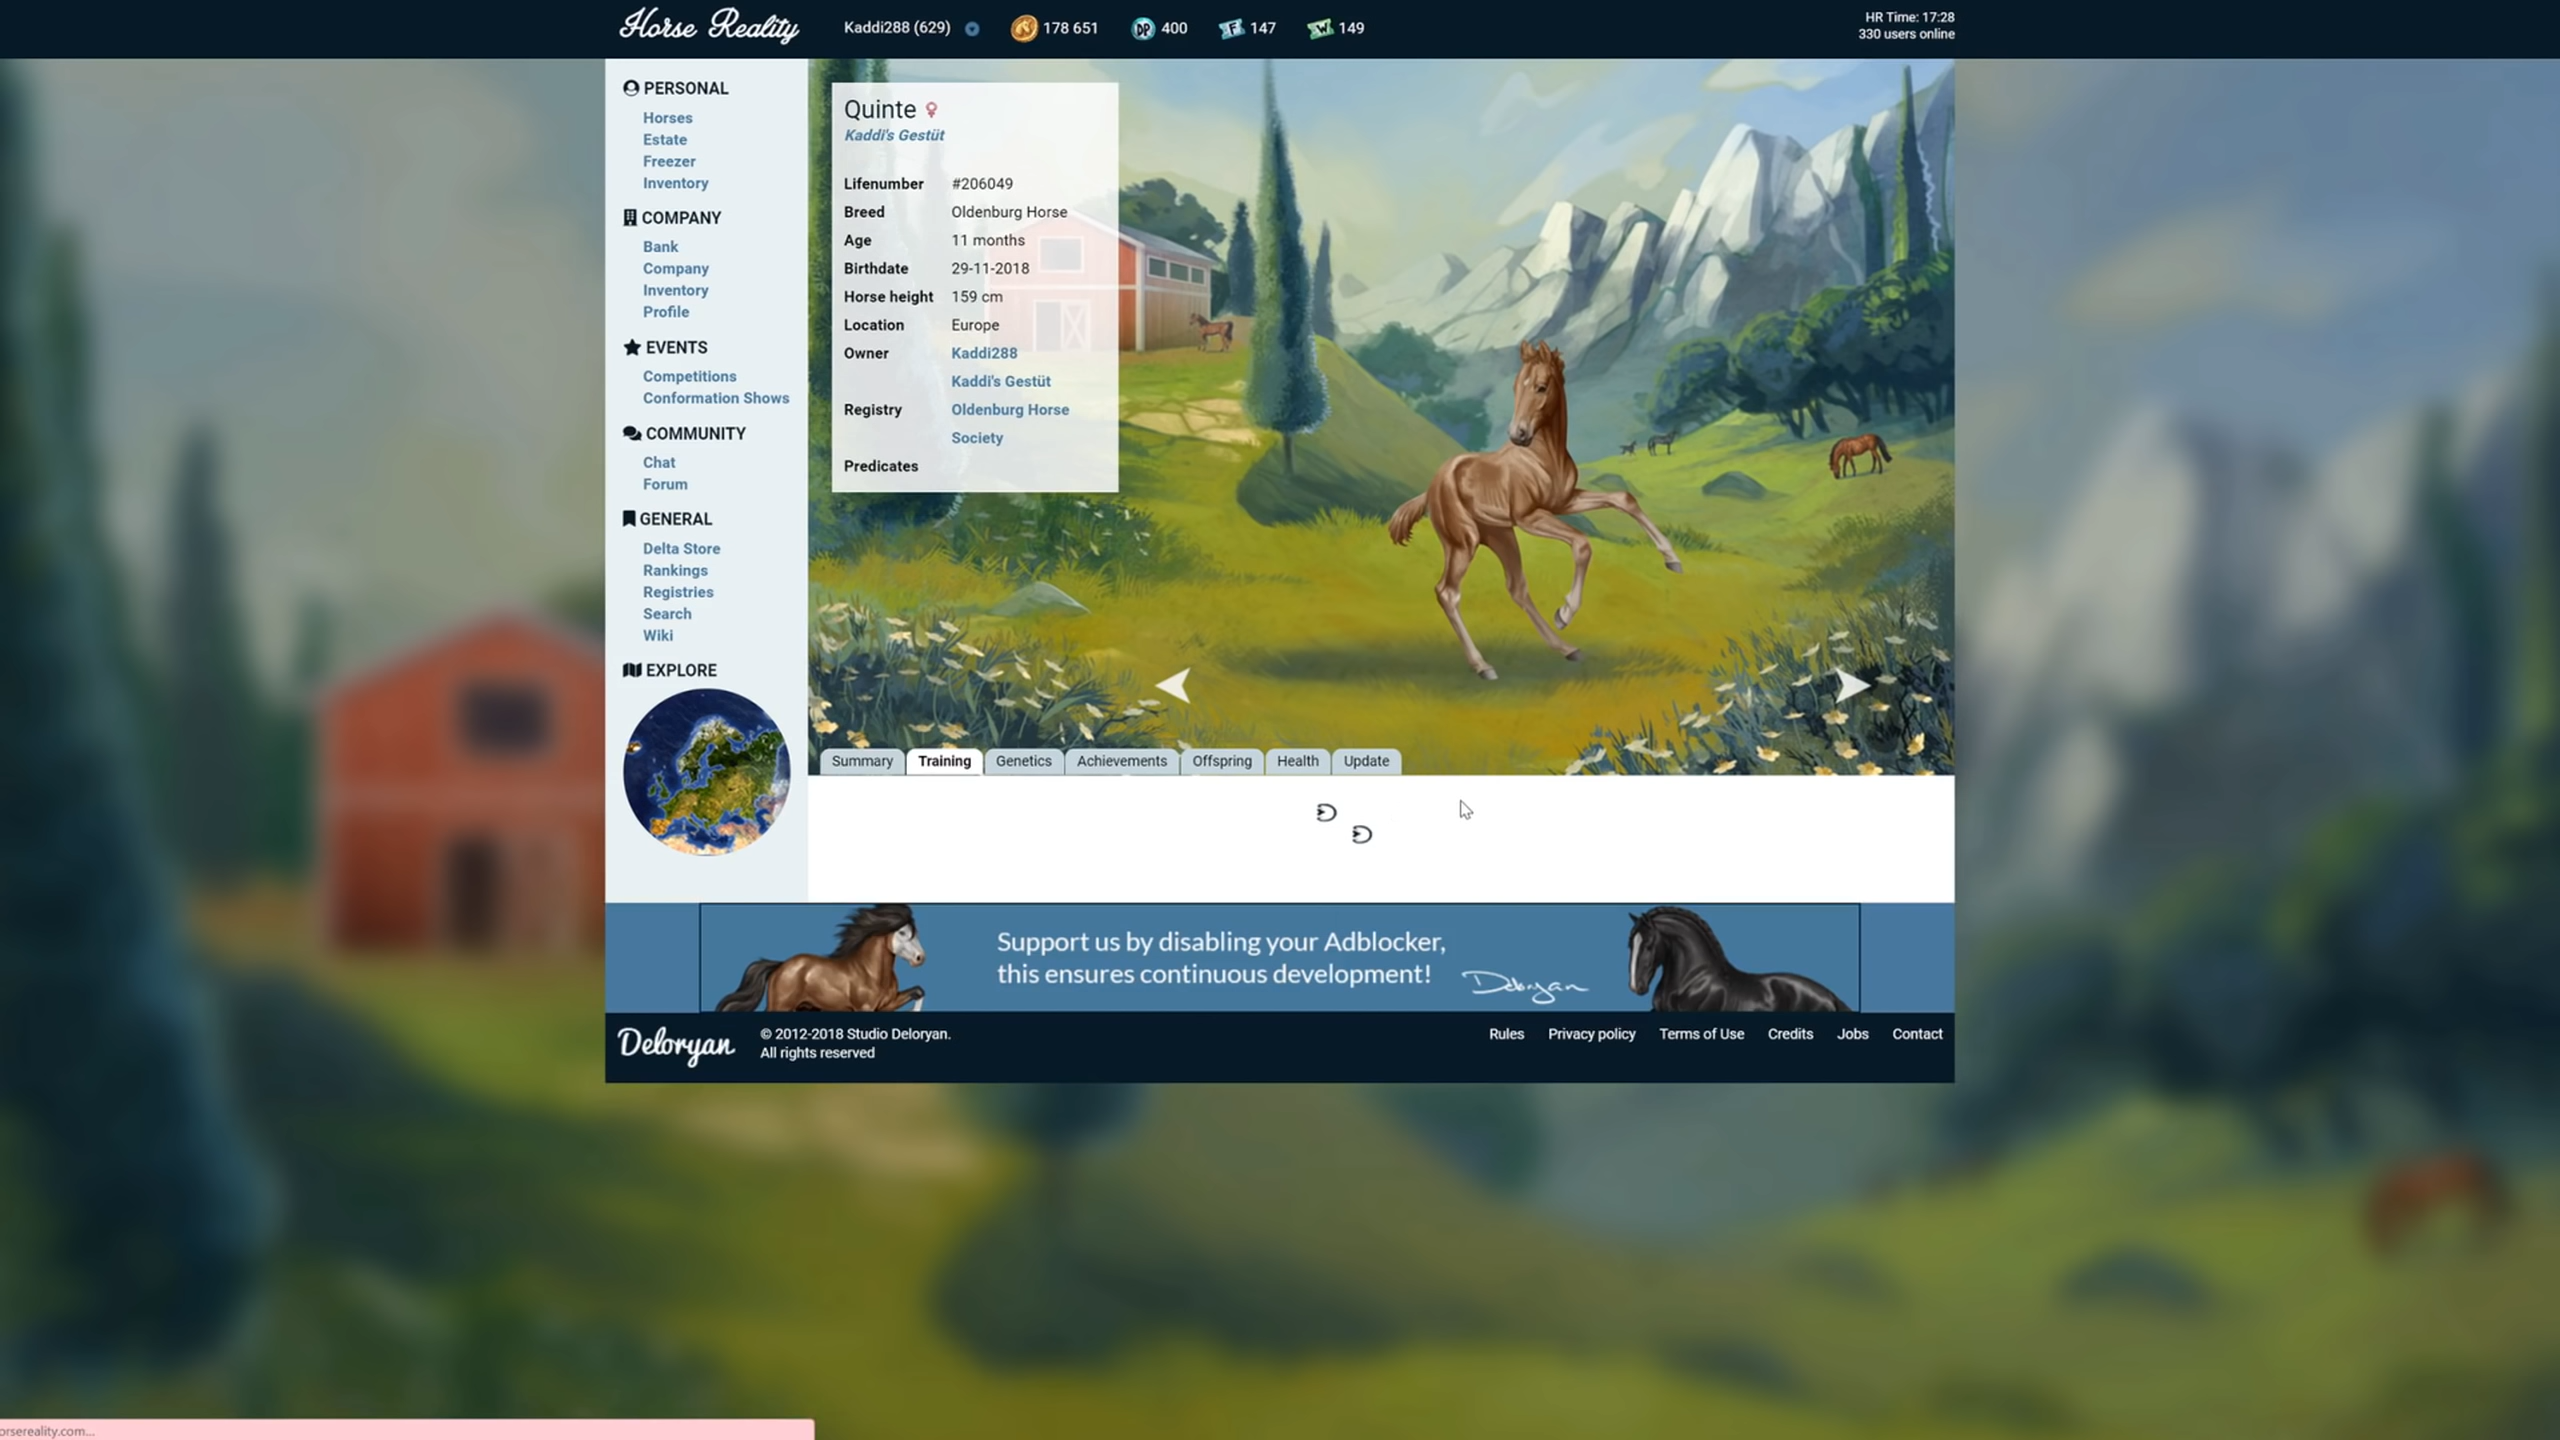 Horse Reality
Kaddi288 (629)
178 651
DP
400
F
147
W
149
HR Time: 17:28
330 users online
PERSONAL
Horses
Estate
Freezer
Inventory
COMPANY
Bank
Company
Inventory
Profile
EVENTS
Competitions
Conformation Shows
COMMUNITY
Chat
Forum
GENERAL
Delta Store
Rankings
Registries
Search
Wiki
EXPLORE
Quinte ♀
Kaddi's Gestüt
Lifenumber #206049
Breed Oldenburg Horse
Age 11 months
Birthdate 29-11-2018
Horse height 159 cm
Location Europe
Owner Kaddi288
Kaddi's Gestüt
Registry Oldenburg Horse
Society
Predicates
Summary Training Genetics Achievements Offspring Health Update
Support us by disabling your Adblocker,
this ensures continuous development!
Deloryan
Deloryan
© 2012-2018 Studio Deloryan.
All rights reserved
Rules Privacy policy Terms of Use Credits Jobs Contact
orsereality.com...